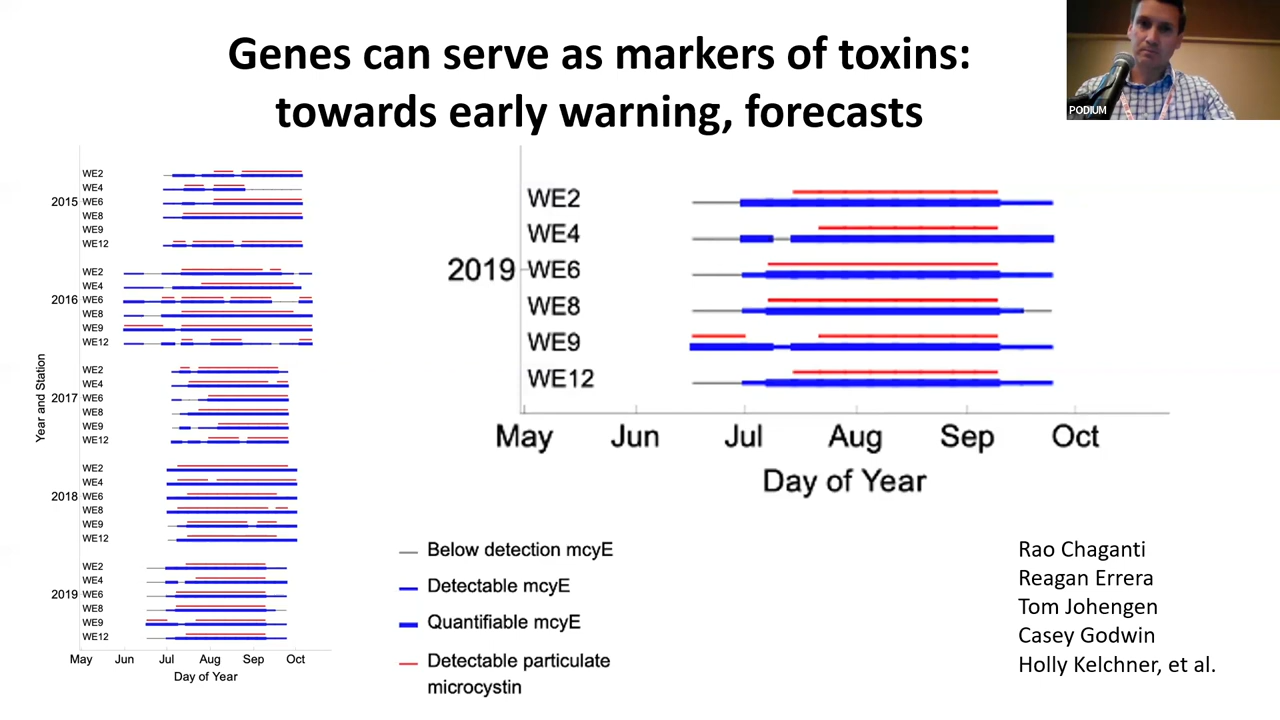 Genes can serve as markers of toxins:
towards early warning, forecasts
PODIUM
Year and Station
2015
WE2
WE4
WE6
WE8
WE9
WE12
2016
WE2
WE4
WE6
WE8
WE9
WE12
2017
WE2
WE4
WE6
WE8
WE9
WE12
2018
WE2
WE4
WE6
WE8
WE9
WE12
2019
WE2
WE4
WE6
WE8
WE9
WE12
May Jun Jul Aug Sep Oct
Day of Year
2019
WE2
WE4
WE6
WE8
WE9
WE12
May Jun Jul Aug Sep Oct
Day of Year
Below detection mcyE
Detectable mcyE
Quantifiable mcyE
Detectable particulate
microcystin
Rao Chaganti
Reagan Errera
Tom Johengen
Casey Godwin
Holly Kelchner, et al.